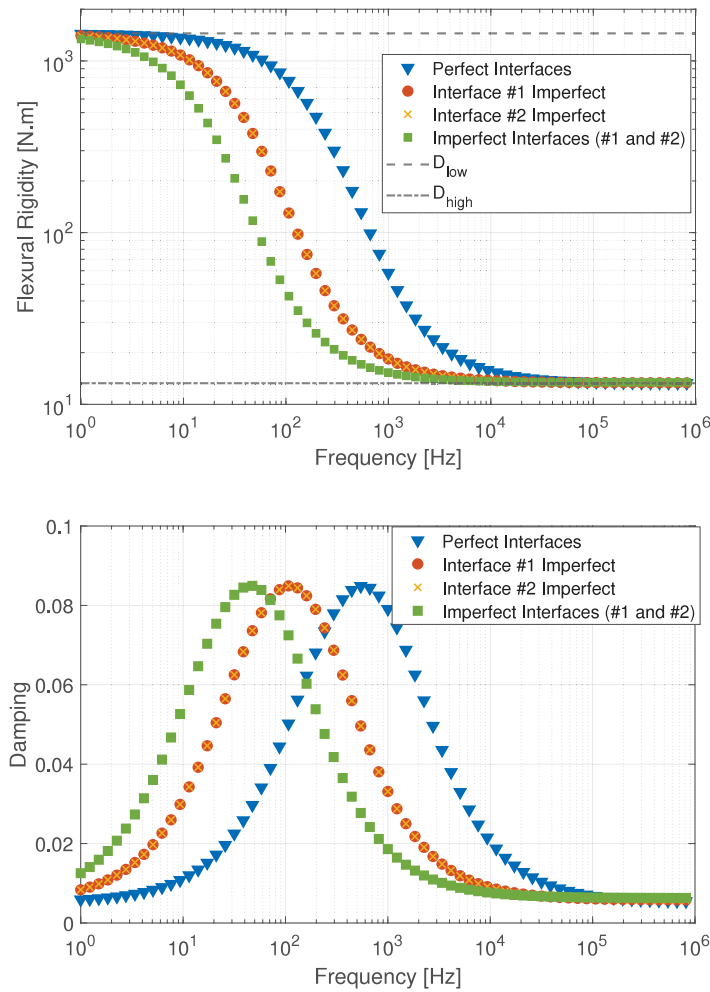 Flexural Rigidity [N.m]
10^3
10^2
10^1
Perfect Interfaces
Interface #1 Imperfect
Interface #2 Imperfect
Imperfect Interfaces (#1 and #2)
D_low
D_high
10^0 10^1 10^2 10^3 10^4 10^5 10^6
Frequency [Hz]
Damping
0.1
0.08
0.06
0.04
0.02
0
Perfect Interfaces
Interface #1 Imperfect
Interface #2 Imperfect
Imperfect Interfaces (#1 and #2)
10^0 10^1 10^2 10^3 10^4 10^5 10^6
Frequency [Hz]